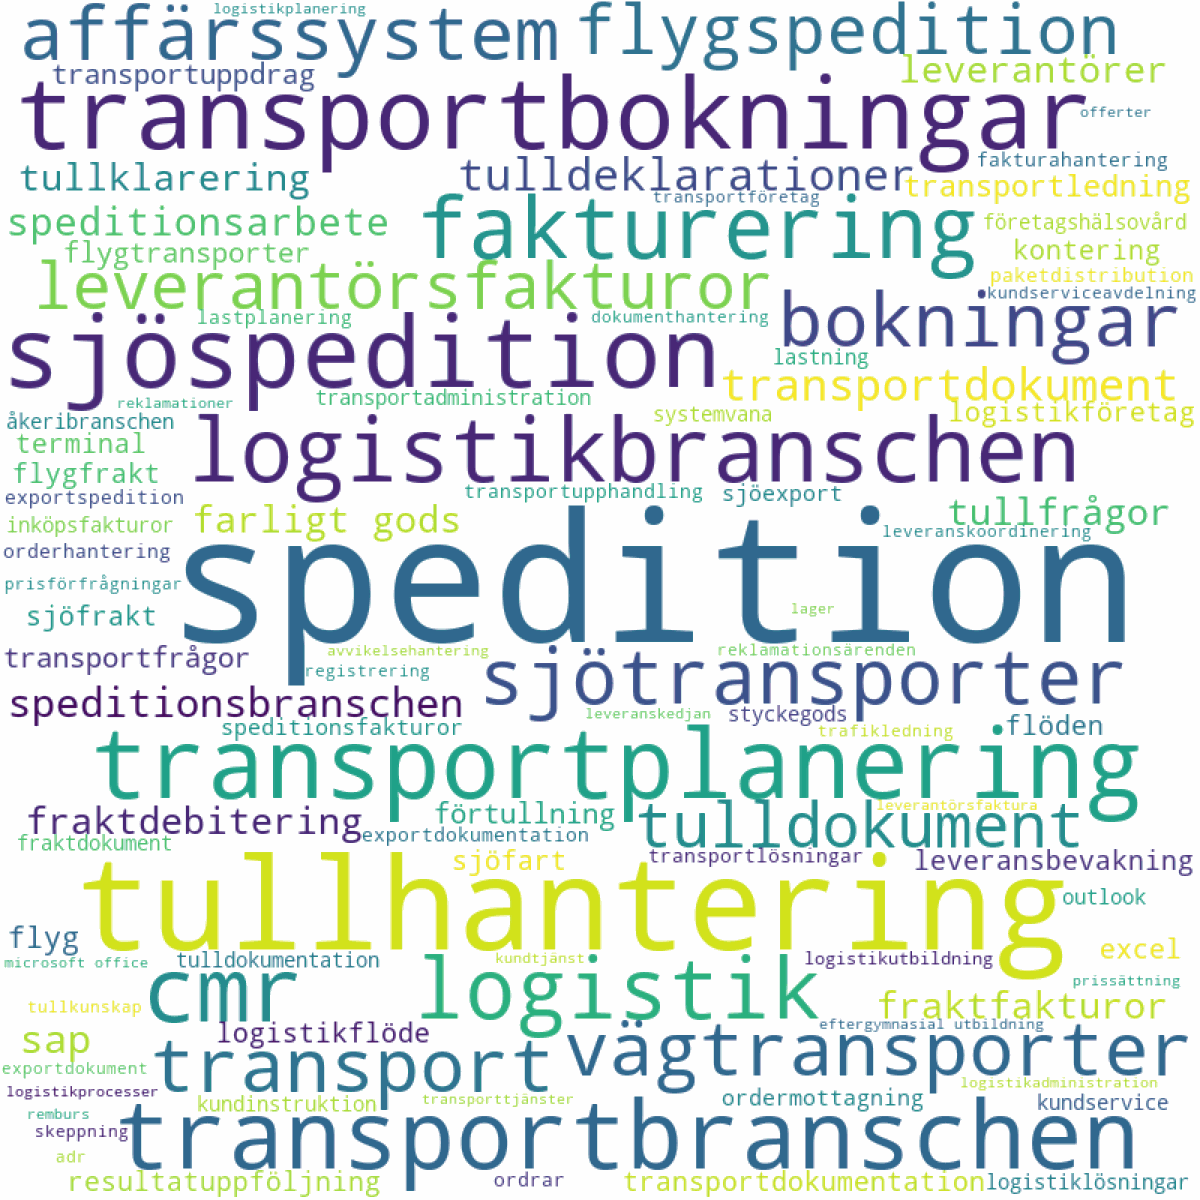 logistikplanering
affärssystem
flygspedition
transportuppdrag
leverantörer
transportbokningar
offerter
fakturahantering
tullklarering
tulldeklarationer
transportledning
transportföretag
speditionsarbete
fakturering
företagshälsovård
flygtransporter
kontering
leverantörsfakturor
paketdistribution
kundserviceavdelning
sjöspedition
lastplanering
dokumenthantering
bokningar
lastning
transportdokument
reklamationer
transportadministration
systemvana
logistikföretag
åkeribranschen
logistikbranschen
terminal
flygfrakt
exportspedition
transportupphandling
sjöexport
inköpsfakturor
farligt gods
tullfrågor
leveranskoordinering
orderhantering
spedition
prisförfrågningar
sjöfrakt
lager
transportfrågor
avvikelsehantering
reklamationsärenden
registrering
sjötransporter
speditionsbranschen
speditionsfakturor
leveranskedjan
styckegods
trafikledning
flöden
transportplanering
fraktdebitering
förtullning
tulldokument
leverantörsfaktura
fraktdokument
exportdokumentation
sjöfart
transportlösningar
leveransbevakning
tullhantering
outlook
flyg
excel
microsoft office
tulldokumentation
kundtjänst
logistikutbildning
cmr
logistik
prissättning
tullkunskap
fraktfakturor
sap
logistikflöde
eftergymnasial utbildning
vägtransporter
exportdokument
transport
logistikprocesser
logistikadministration
kundinstruktion
transporttjänster
ordermottagning
kundservice
remburs
skeppning
transportbranschen
adr
resultatuppföljning
ordrar
transportdokumentation
logistiklösningar